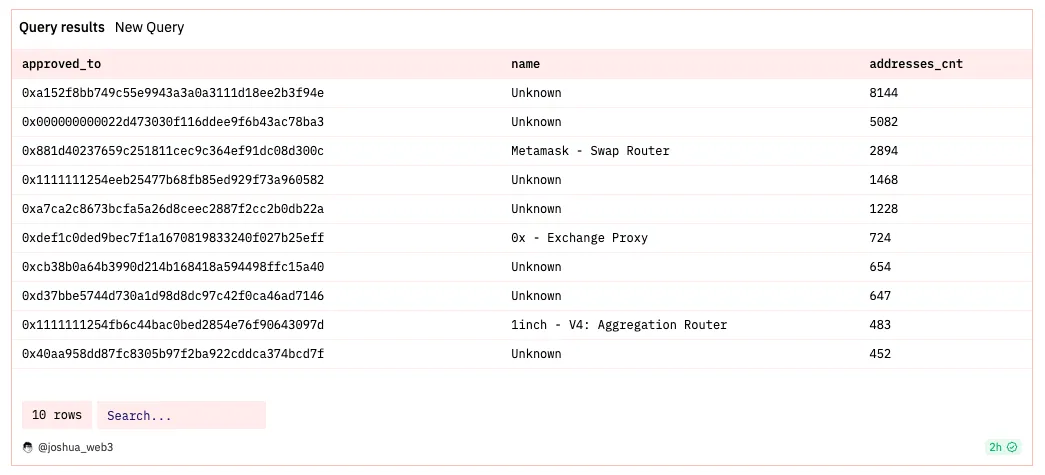 Query results New Query
approved_to name addresses_cnt
0xa152f8bb749c55e9943a3a0a3111d18ee2b3f94e Unknown 8144
0x000000000022d473030f116ddee9f6b43ac78ba3 Unknown 5082
0x881d40237659c251811cec9c364ef91dc08d300c Metamask - Swap Router 2894
0x1111111254eeb25477b68fb85ed929f73a960582 Unknown 1468
0xa7ca2c8673bcfa5a26d8ceec2887f2cc2b0db22a Unknown 1228
0xdef1c0ded9bec7f1a1670819833240f027b25eff 0x - Exchange Proxy 724
0xcb38b0a64b3990d214b168418a594498ffc15a40 Unknown 654
0xd37bbe5744d730a1d98d8dc97c42f0ca46ad7146 Unknown 647
0x1111111254fb6c44bac0bed2854e76f90643097d 1inch - V4: Aggregation Router 483
0x40aa958dd87fc8305b97f2ba922cddca374bcd7f Unknown 452
10 rows Search...
@joshua_web3 2h